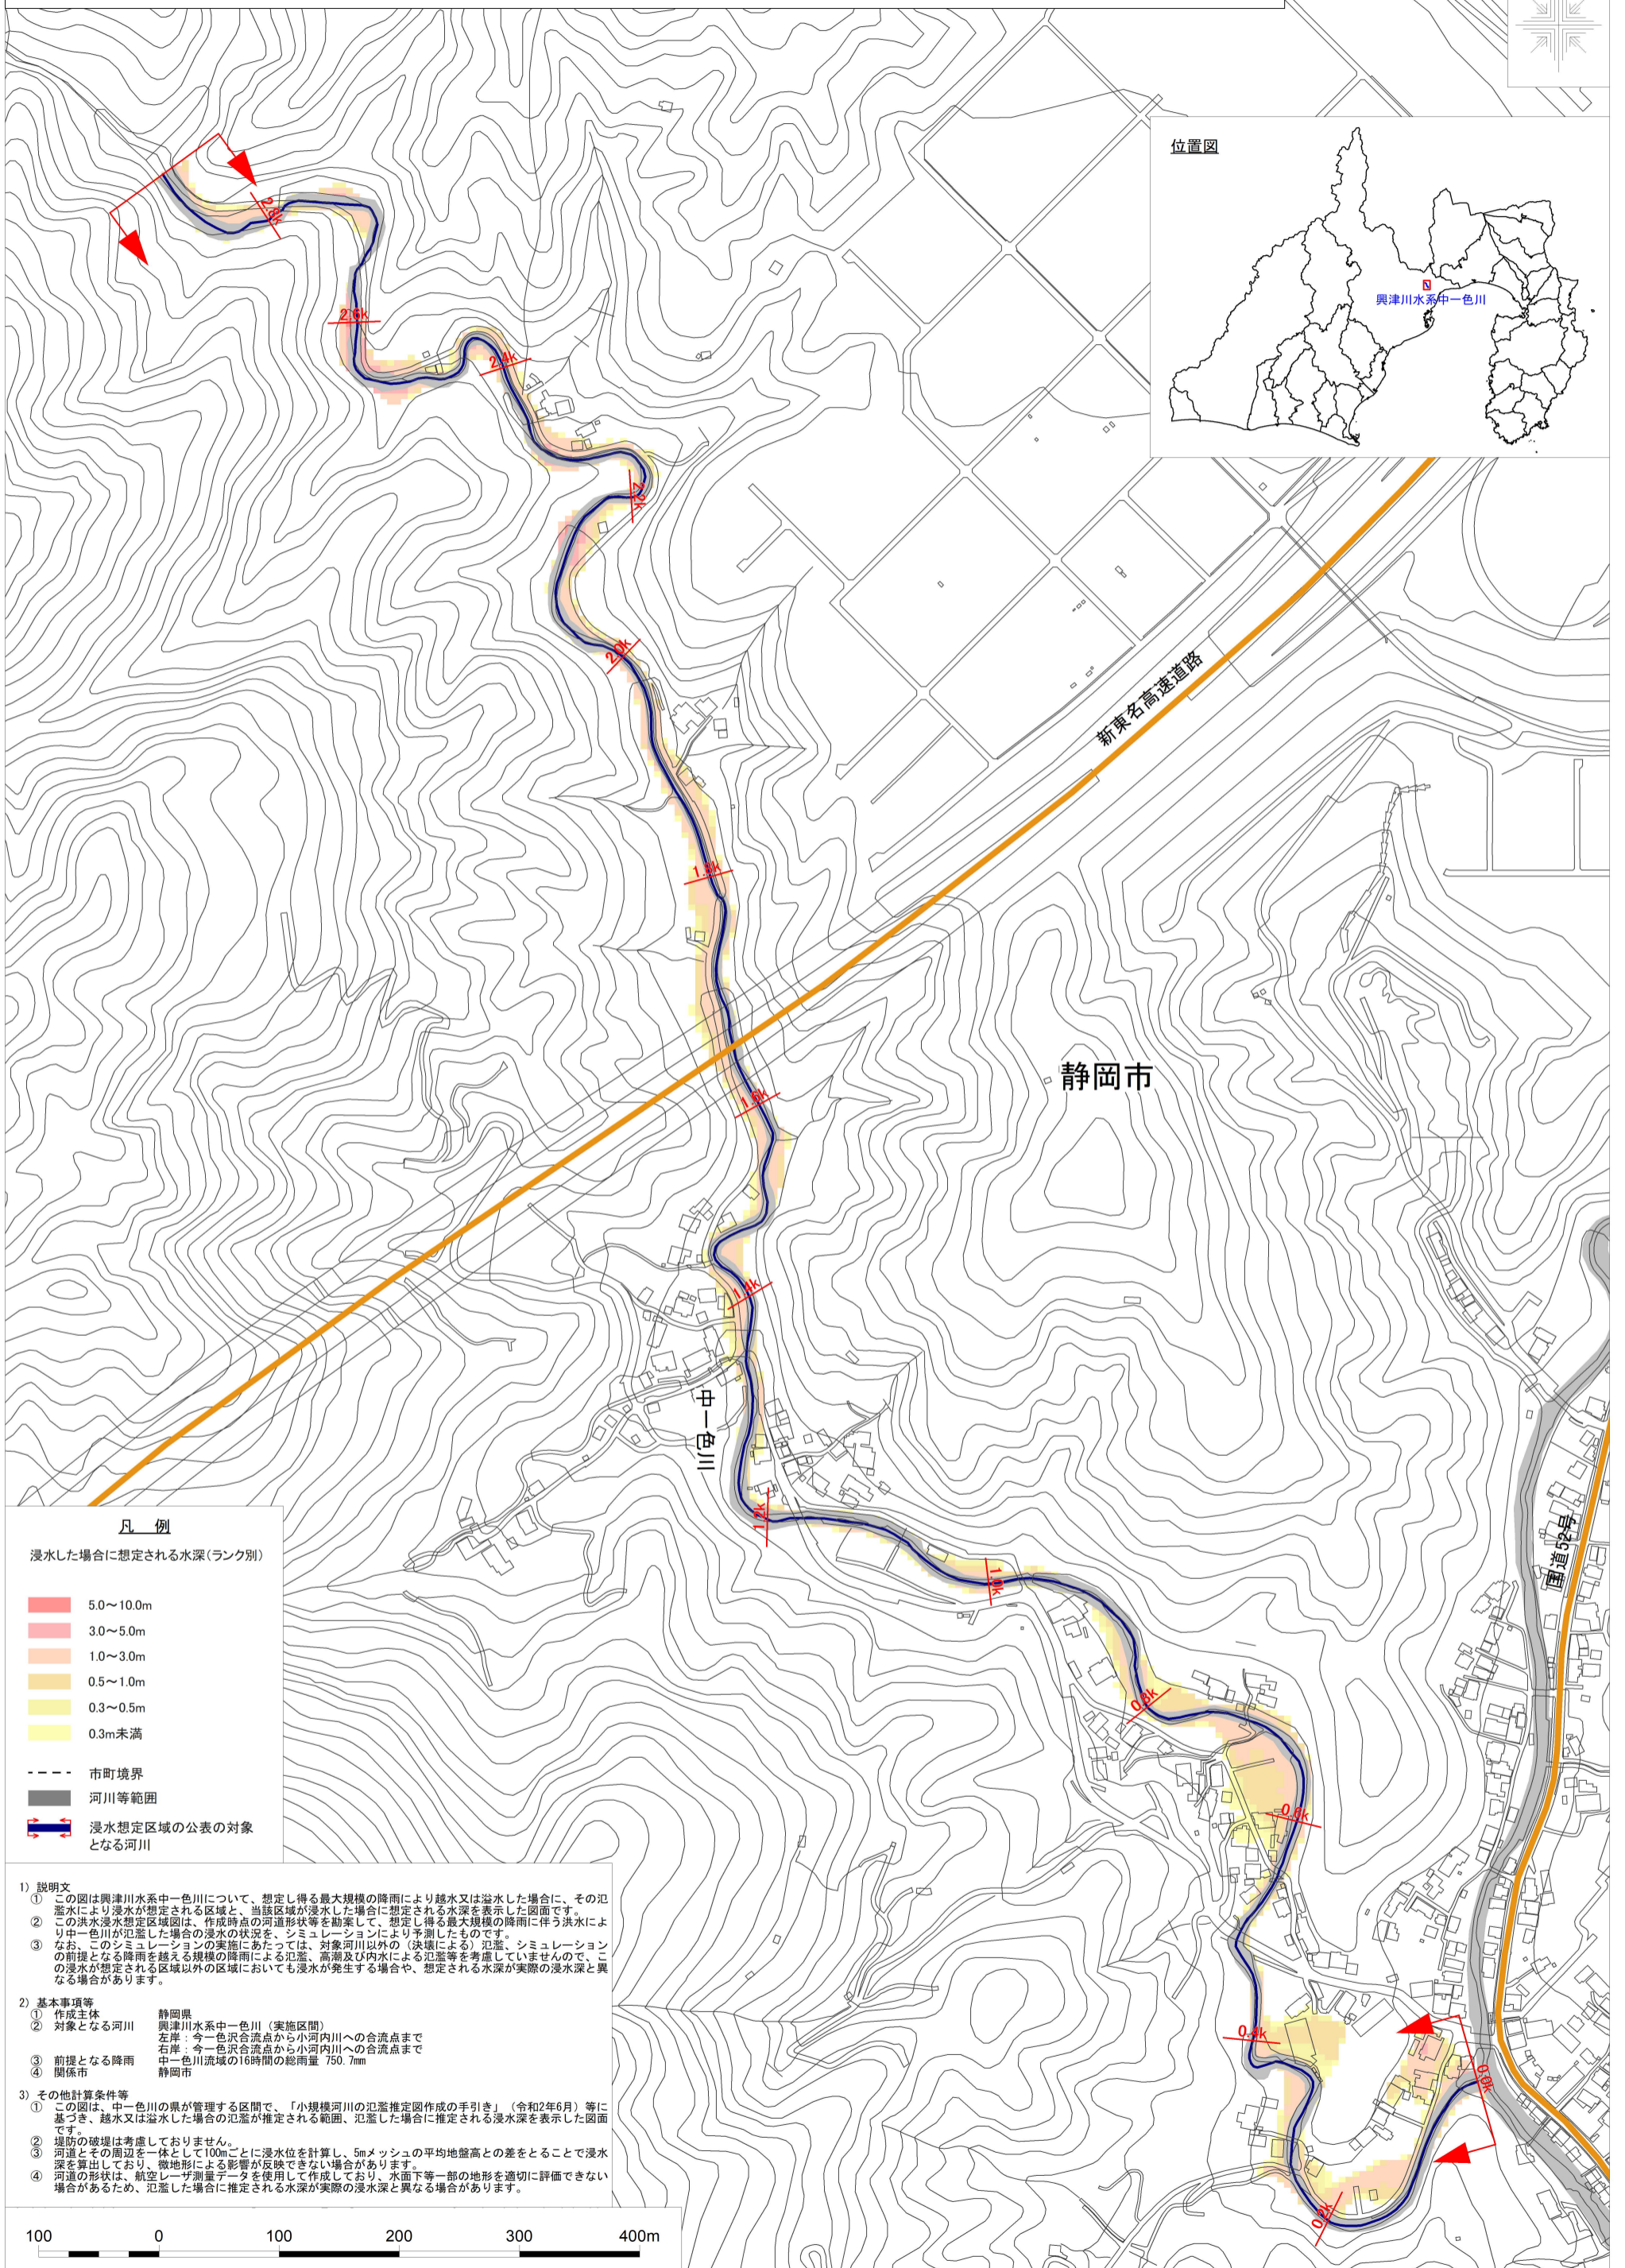 位置図
興津川水系中一色川
2.8k
2.6k
2.4k
2.2k
2.0k
新東名高速道路
1.8k
1.6k
静岡市
1.4k
中一色川
1.2k
1.0k
国道52号
0.8k
0.6k
0.4k
0.2k
0.0k
凡 例
浸水した場合に想定される水深(ランク別)
5.0～10.0m
3.0～5.0m
1.0～3.0m
0.5～1.0m
0.3～0.5m
0.3m未満
市町境界
河川等範囲
浸水想定区域の公表の対象
となる河川
1) 説明文
① この図は興津川水系中一色川について、想定し得る最大規模の降雨により越水又は溢水した場合に、その氾
濫水により浸水が想定される区域と、当該区域が浸水した場合に想定される水深を表示した図面です。
② この洪水浸水想定区域図は、作成時点の河道形状等を勘案して、想定し得る最大規模の降雨に伴う洪水によ
り中一色川が氾濫した場合の浸水の状況を、シミュレーションにより予測したものです。
③ なお、このシミュレーションの実施にあたっては、対象河川以外の（決壊による）氾濫、シミュレーション
の前提となる降雨を越える規模の降雨による氾濫、高潮及び内水による氾濫等を考慮していませんので、こ
の浸水が想定される区域以外の区域においても浸水が発生する場合や、想定される水深が実際の浸水深と異
なる場合があります。
2) 基本事項等
① 作成主体 静岡県
② 対象となる河川 興津川水系中一色川（実施区間）
左岸：今一色沢合流点から小河内川への合流点まで
右岸：今一色沢合流点から小河内川への合流点まで
③ 前提となる降雨 中一色川流域の16時間の総雨量 750.7mm
④ 関係市 静岡市
3) その他計算条件等
① この図は、中一色川の県が管理する区間で、「小規模河川の氾濫推定図作成の手引き」（令和2年6月）等に
基づき、越水又は溢水した場合の氾濫が推定される範囲、氾濫した場合に推定される浸水深を表示した図面
です。
② 堤防の破堤は考慮しておりません。
③ 河道とその周辺を一体として100mごとに浸水位を計算し、5mメッシュの平均地盤高との差をとることで浸水
深を算出しており、微地形による影響が反映できない場合があります。
④ 河道の形状は、航空レーザ測量データを使用して作成しており、水面下等一部の地形を適切に評価できない
場合があるため、氾濫した場合に推定される水深が実際の浸水深と異なる場合があります。
100 0 100 200 300 400m